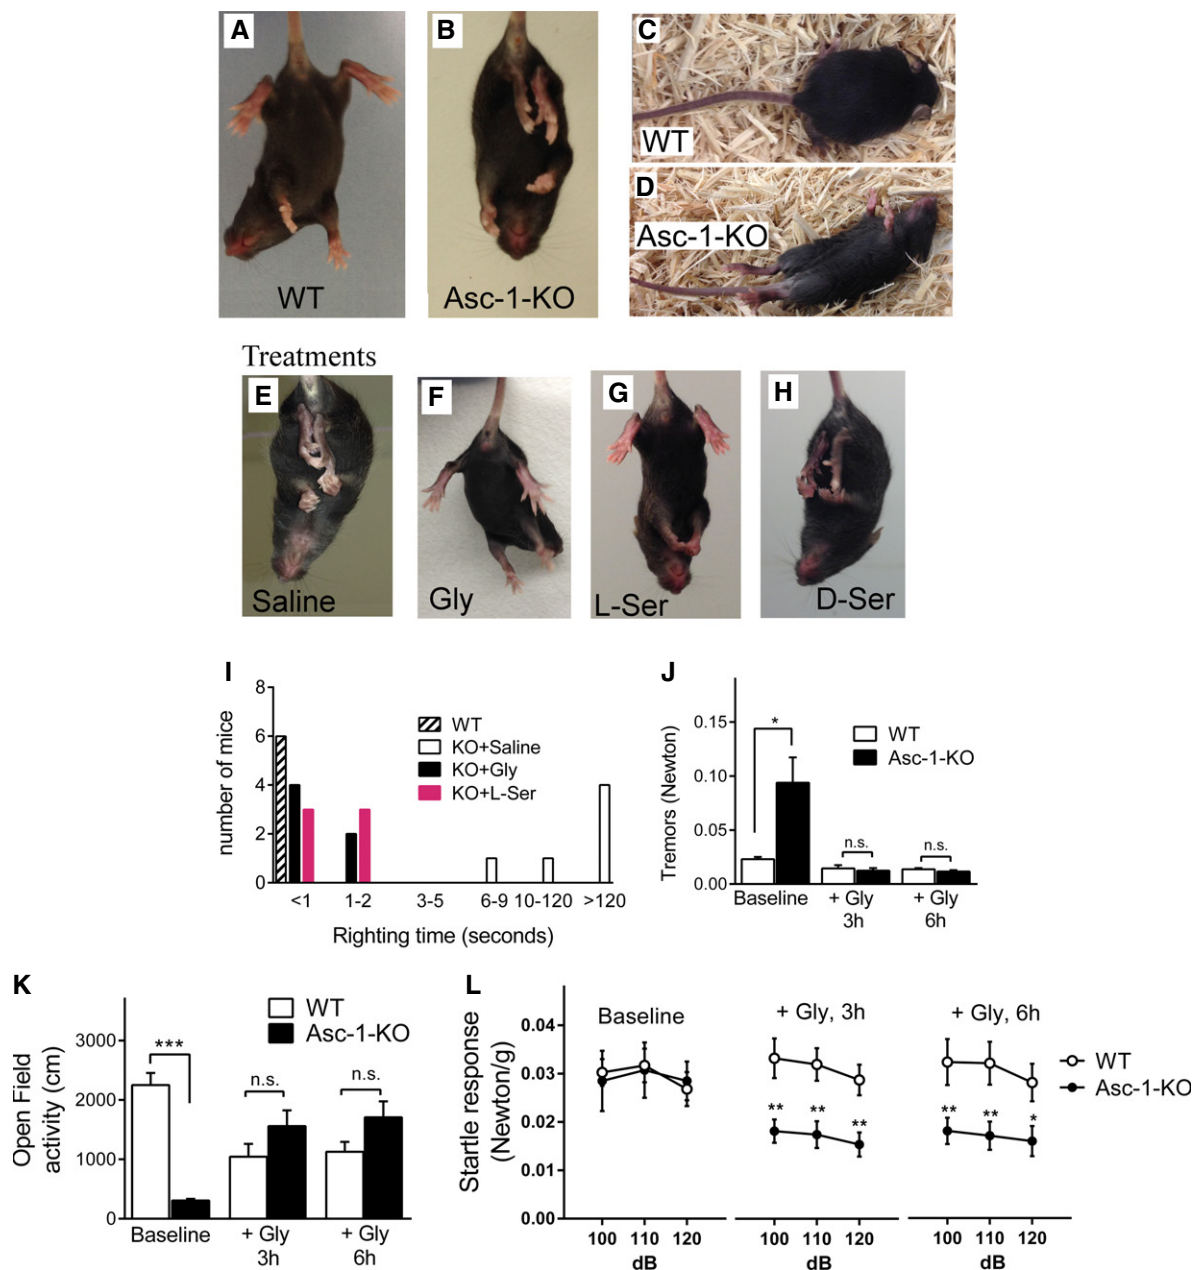 A
B
C
WT
Asc-1-KO
WT
D
Asc-1-KO
Treatments
E
F
G
H
Saline
Gly
L-Ser
D-Ser
I
8
6
4
2
0
number of mice
WT
KO+Saline
KO+Gly
KO+L-Ser
<1 1-2 3-5 6-9 10-120 >120
Righting time (seconds)
J
0.15
0.10
0.05
0.00
Tremors (Newton)
*
WT
Asc-1-KO
n.s.
n.s.
Baseline + Gly + Gly
3h 6h
K
3000
2000
1000
0
Open Field
activity (cm)
WT
Asc-1-KO
***
n.s.
n.s.
Baseline + Gly + Gly
3h 6h
L
0.04
0.03
0.02
0.01
0.00
Startle response
(Newton/g)
Baseline
+ Gly, 3h
+ Gly, 6h
WT
Asc-1-KO
** ** **
** ** *
100 110 120
dB
100 110 120
dB
100 110 120
dB